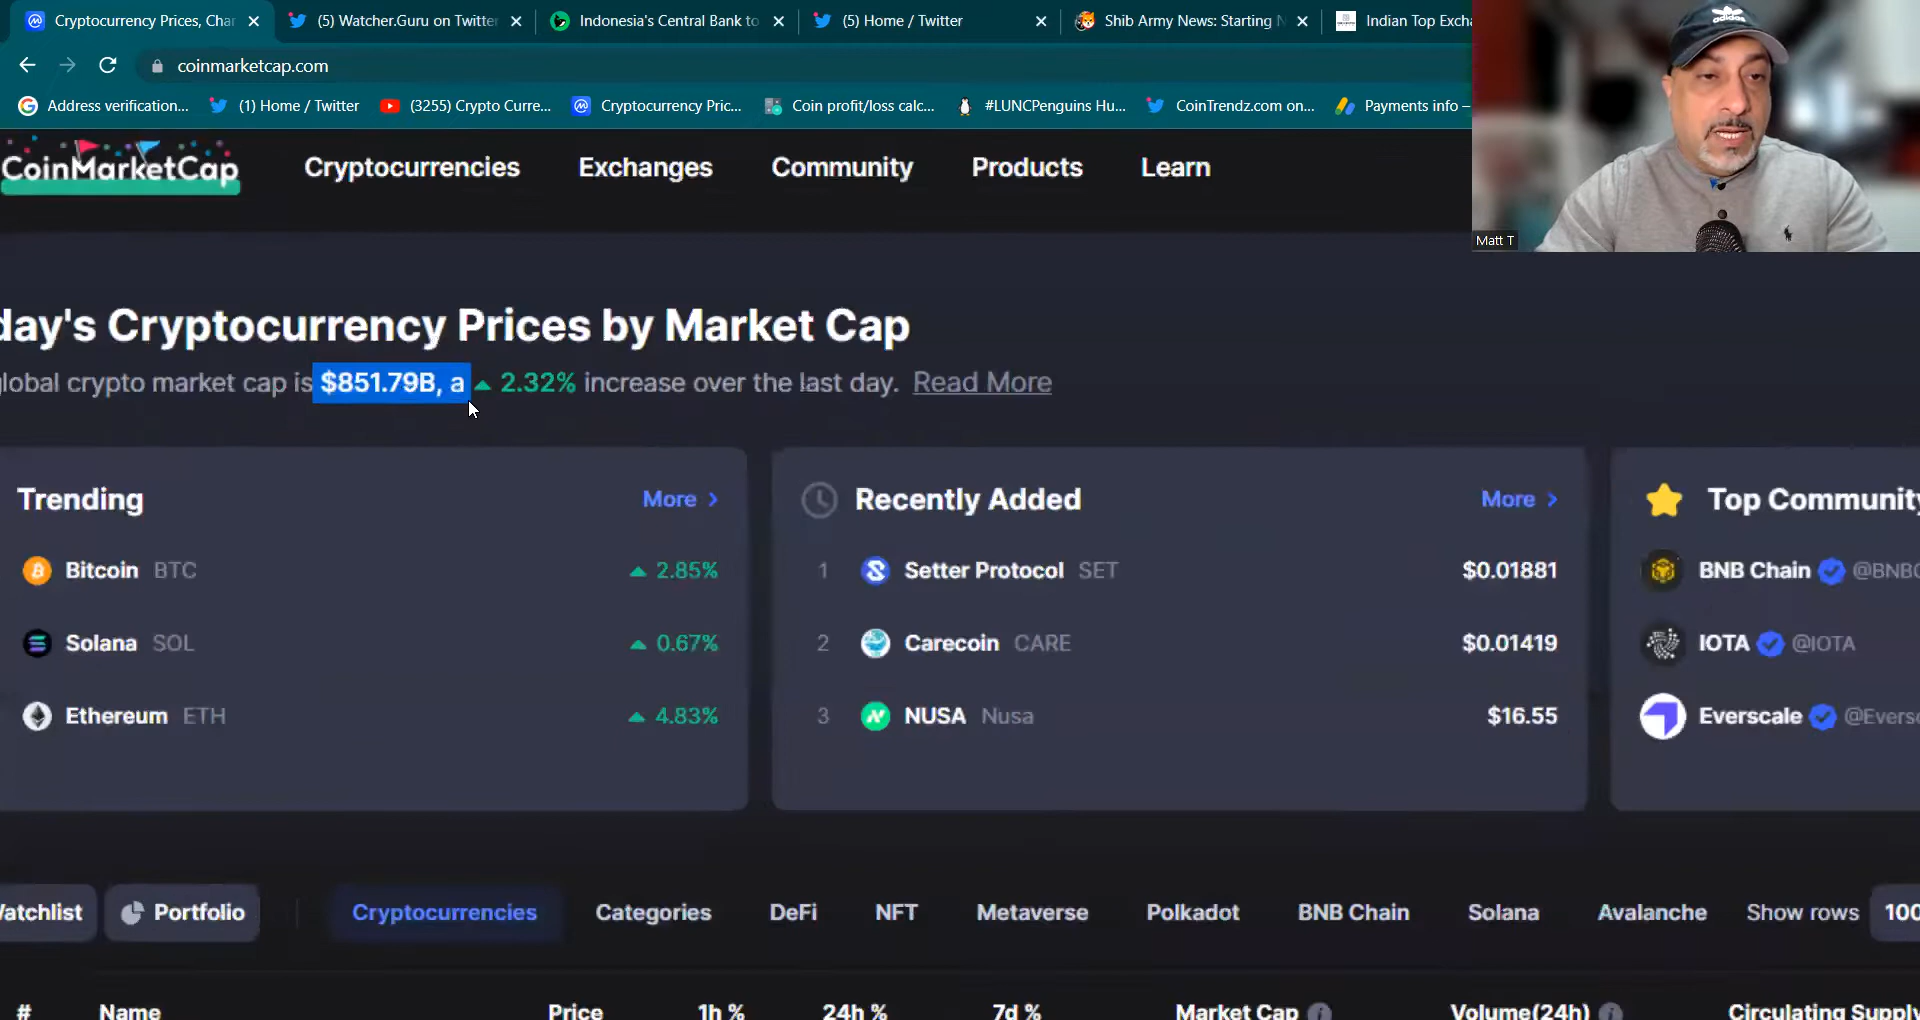 Cryptocurrency Prices, Char
(5) Watcher.Guru on Twitter
Indonesia's Central Bank to
(5) Home / Twitter
Shib Army News: Starting N
Indian Top Excha
coinmarketcap.com
Address verification...
(1) Home / Twitter
(3255) Crypto Curre...
Cryptocurrency Pric...
Coin profit/loss calc...
#LUNCPenguins Hu...
CoinTrendz.com on...
Payments info –
adidas
Matt T
CoinMarketCap
Cryptocurrencies
Exchanges
Community
Products
Learn
day's Cryptocurrency Prices by Market Cap
global crypto market cap is $851.79B, a 2.32% increase over the last day. Read More
Trending
More >
Bitcoin BTC 2.85%
Solana SOL 0.67%
Ethereum ETH 4.83%
Recently Added
More >
1 Setter Protocol SET $0.01881
2 Carecoin CARE $0.01419
3 NUSA Nusa $16.55
Top Community
BNB Chain @BNBC
IOTA @IOTA
Everscale @Eversc
Watchlist
Portfolio
Cryptocurrencies
Categories
DeFi
NFT
Metaverse
Polkadot
BNB Chain
Solana
Avalanche
Show rows
100
# Name Price 1h % 24h % 7d % Market Cap Volume(24h) Circulating Supply